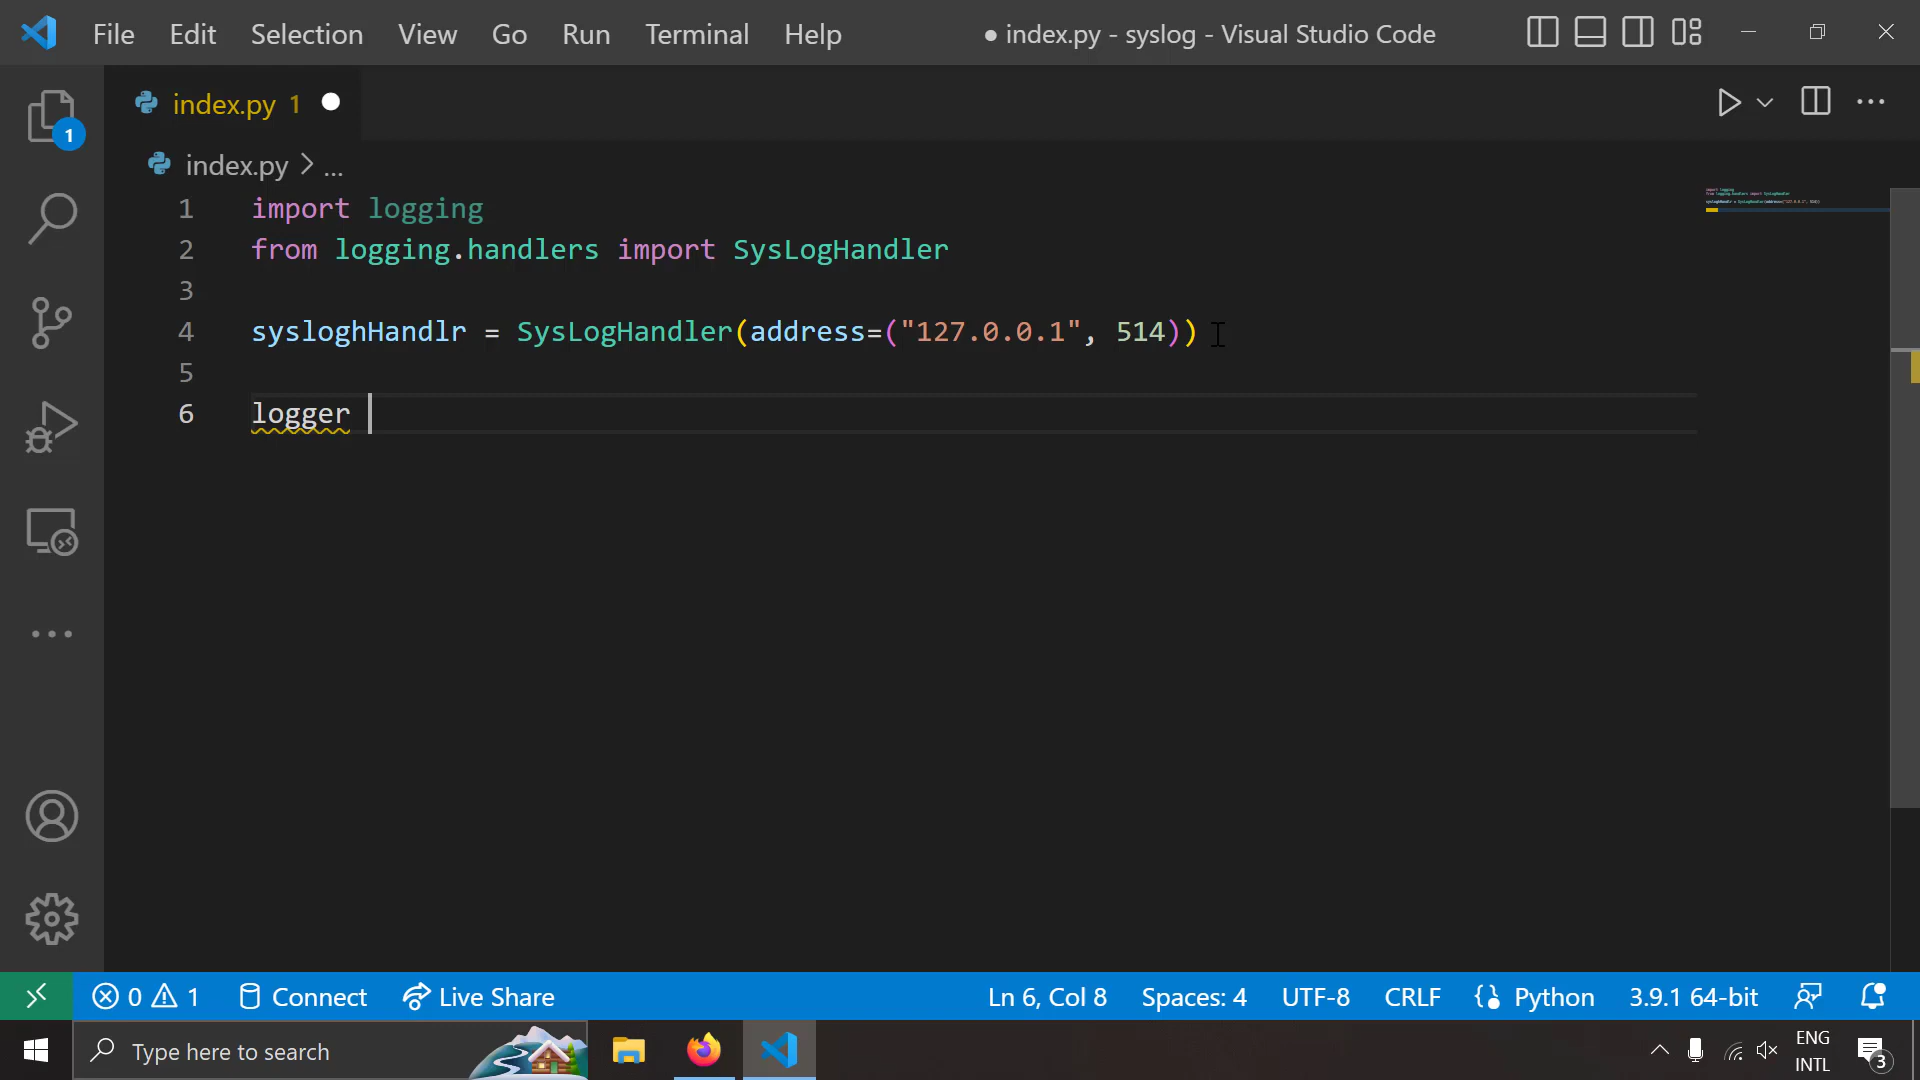 File Edit Selection View Go Run Terminal Help ● index.py - syslog - Visual Studio Code
index.py 1
1
index.py > ...
1 import logging
2 from logging.handlers import SysLogHandler
3
4 sysloghHandlr = SysLogHandler(address=("127.0.0.1", 514))
5
6 logger
0 1 Connect Live Share Ln 6, Col 8 Spaces: 4 UTF-8 CRLF Python 3.9.1 64-bit
Type here to search
ENG
INTL
3